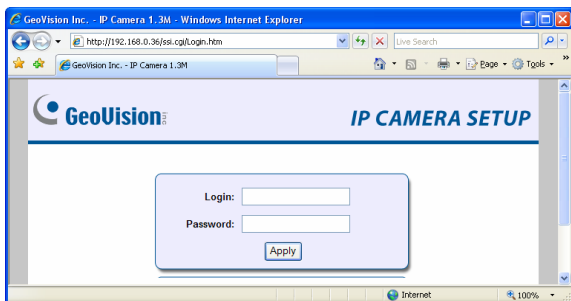 GeoVision Inc. - IP Camera 1.3M - Windows Internet Explorer
http://192.168.0.36/ssi.cgi/Login.htm
Live Search
GeoVision Inc. - IP Camera 1.3M
Page
Tools
GeoVision Inc
IP CAMERA SETUP
Login:
Password:
Apply
Internet
100%